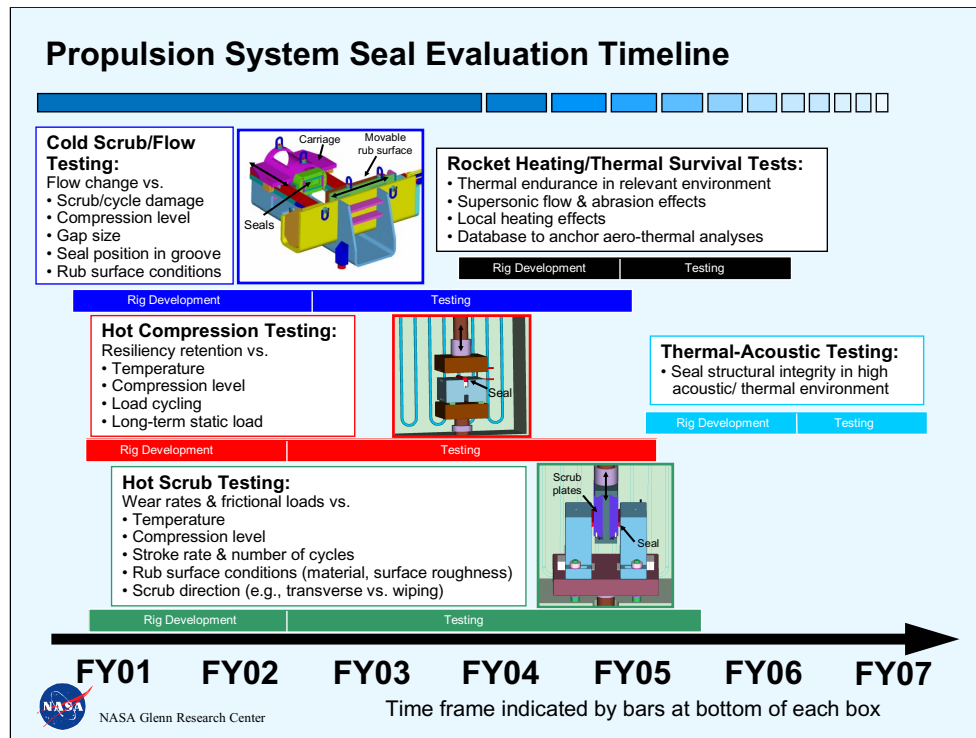 Propulsion System Seal Evaluation Timeline
Cold Scrub/Flow
Testing:
Flow change vs.
• Scrub/cycle damage
• Compression level
• Gap size
• Seal position in groove
• Rub surface conditions
Carriage
Movable
rub surface
Seals
Rig Development
Testing
Rocket Heating/Thermal Survival Tests:
• Thermal endurance in relevant environment
• Supersonic flow & abrasion effects
• Local heating effects
• Database to anchor aero-thermal analyses
Rig Development
Testing
Hot Compression Testing:
Resiliency retention vs.
• Temperature
• Compression level
• Load cycling
• Long-term static load
Seal
Rig Development
Testing
Thermal-Acoustic Testing:
• Seal structural integrity in high
acoustic/ thermal environment
Rig Development
Testing
Hot Scrub Testing:
Wear rates & frictional loads vs.
• Temperature
• Compression level
• Stroke rate & number of cycles
• Rub surface conditions (material, surface roughness)
• Scrub direction (e.g., transverse vs. wiping)
Scrub
plates
Seal
Rig Development
Testing
FY01 FY02 FY03 FY04 FY05 FY06 FY07
NASA
NASA Glenn Research Center
Time frame indicated by bars at bottom of each box